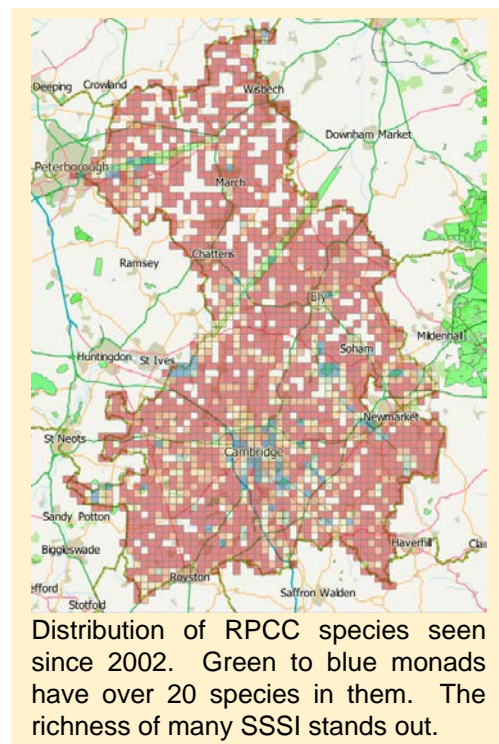 Deeping Crowland
Wisbech
Downham Market
Peterborough
March
Chatteris
Ramsey
Ely
Mildenhall
Soham
Huntingdon St Ives
Newmarket
St Neots
Cambridge
Sandy Potton
Biggleswade
Haverhill
Royston
Saffron Walden
Stotfold
Distribution of RPCC species seen
since 2002. Green to blue monads
have over 20 species in them. The
richness of many SSSI stands out.